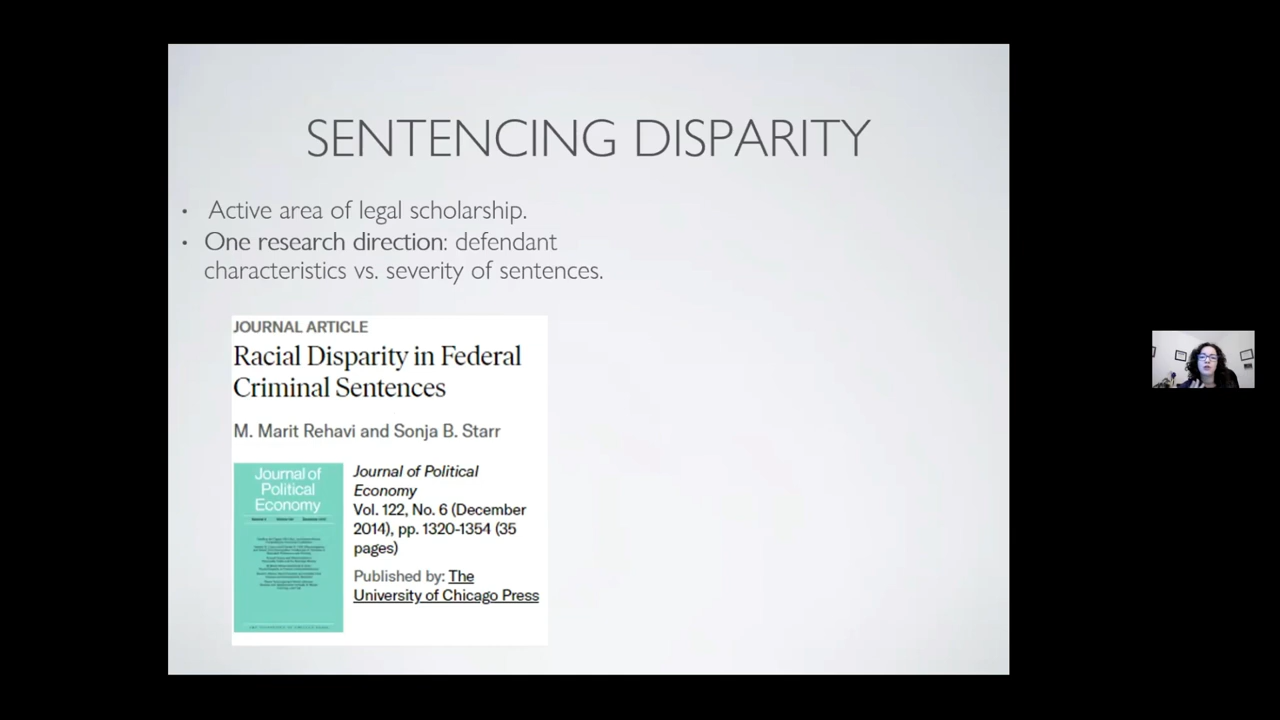 SENTENCING DISPARITY
• Active area of legal scholarship.
• One research direction: defendant
characteristics vs. severity of sentences.
JOURNAL ARTICLE
Racial Disparity in Federal
Criminal Sentences
M. Marit Rehavi and Sonja B. Starr
Journal of
Political
Economy
Journal of Political
Economy
Vol. 122, No. 6 (December
2014), pp. 1320-1354 (35
pages)
Published by: The
University of Chicago Press